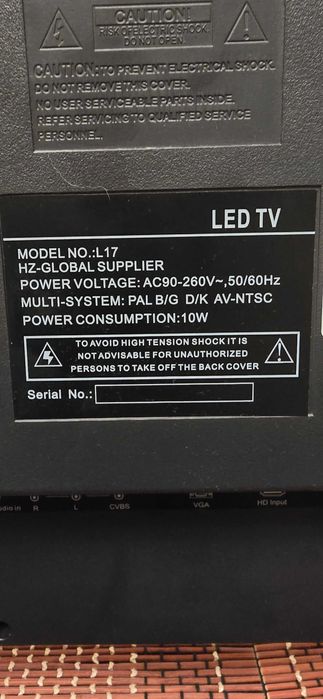 CAUTION!
RISK OF ELECTRIC SHOCK.
DO NOT OPEN.
CAUTION: TO PREVENT ELECTRICAL SHOCK.
DO NOT REMOVE THIS COVER.
NO USER SERVICEABLE PARTS INSIDE.
REFER SERVICING TO QUALIFIED SERVICE
PERSONNEL.
LED TV
MODEL NO.:L17
HZ-GLOBAL SUPPLIER
POWER VOLTAGE: AC90-260V~,50/60Hz
MULTI-SYSTEM: PAL B/G D/K AV-NTSC
POWER CONSUMPTION:10W
TO AVOID HIGH TENSION SHOCK IT IS
NOT ADVISABLE FOR UNAUTHORIZED
PERSONS TO TAKE OFF THE BACK COVER
Serial No.:
in R L CVBS VGA HD Input